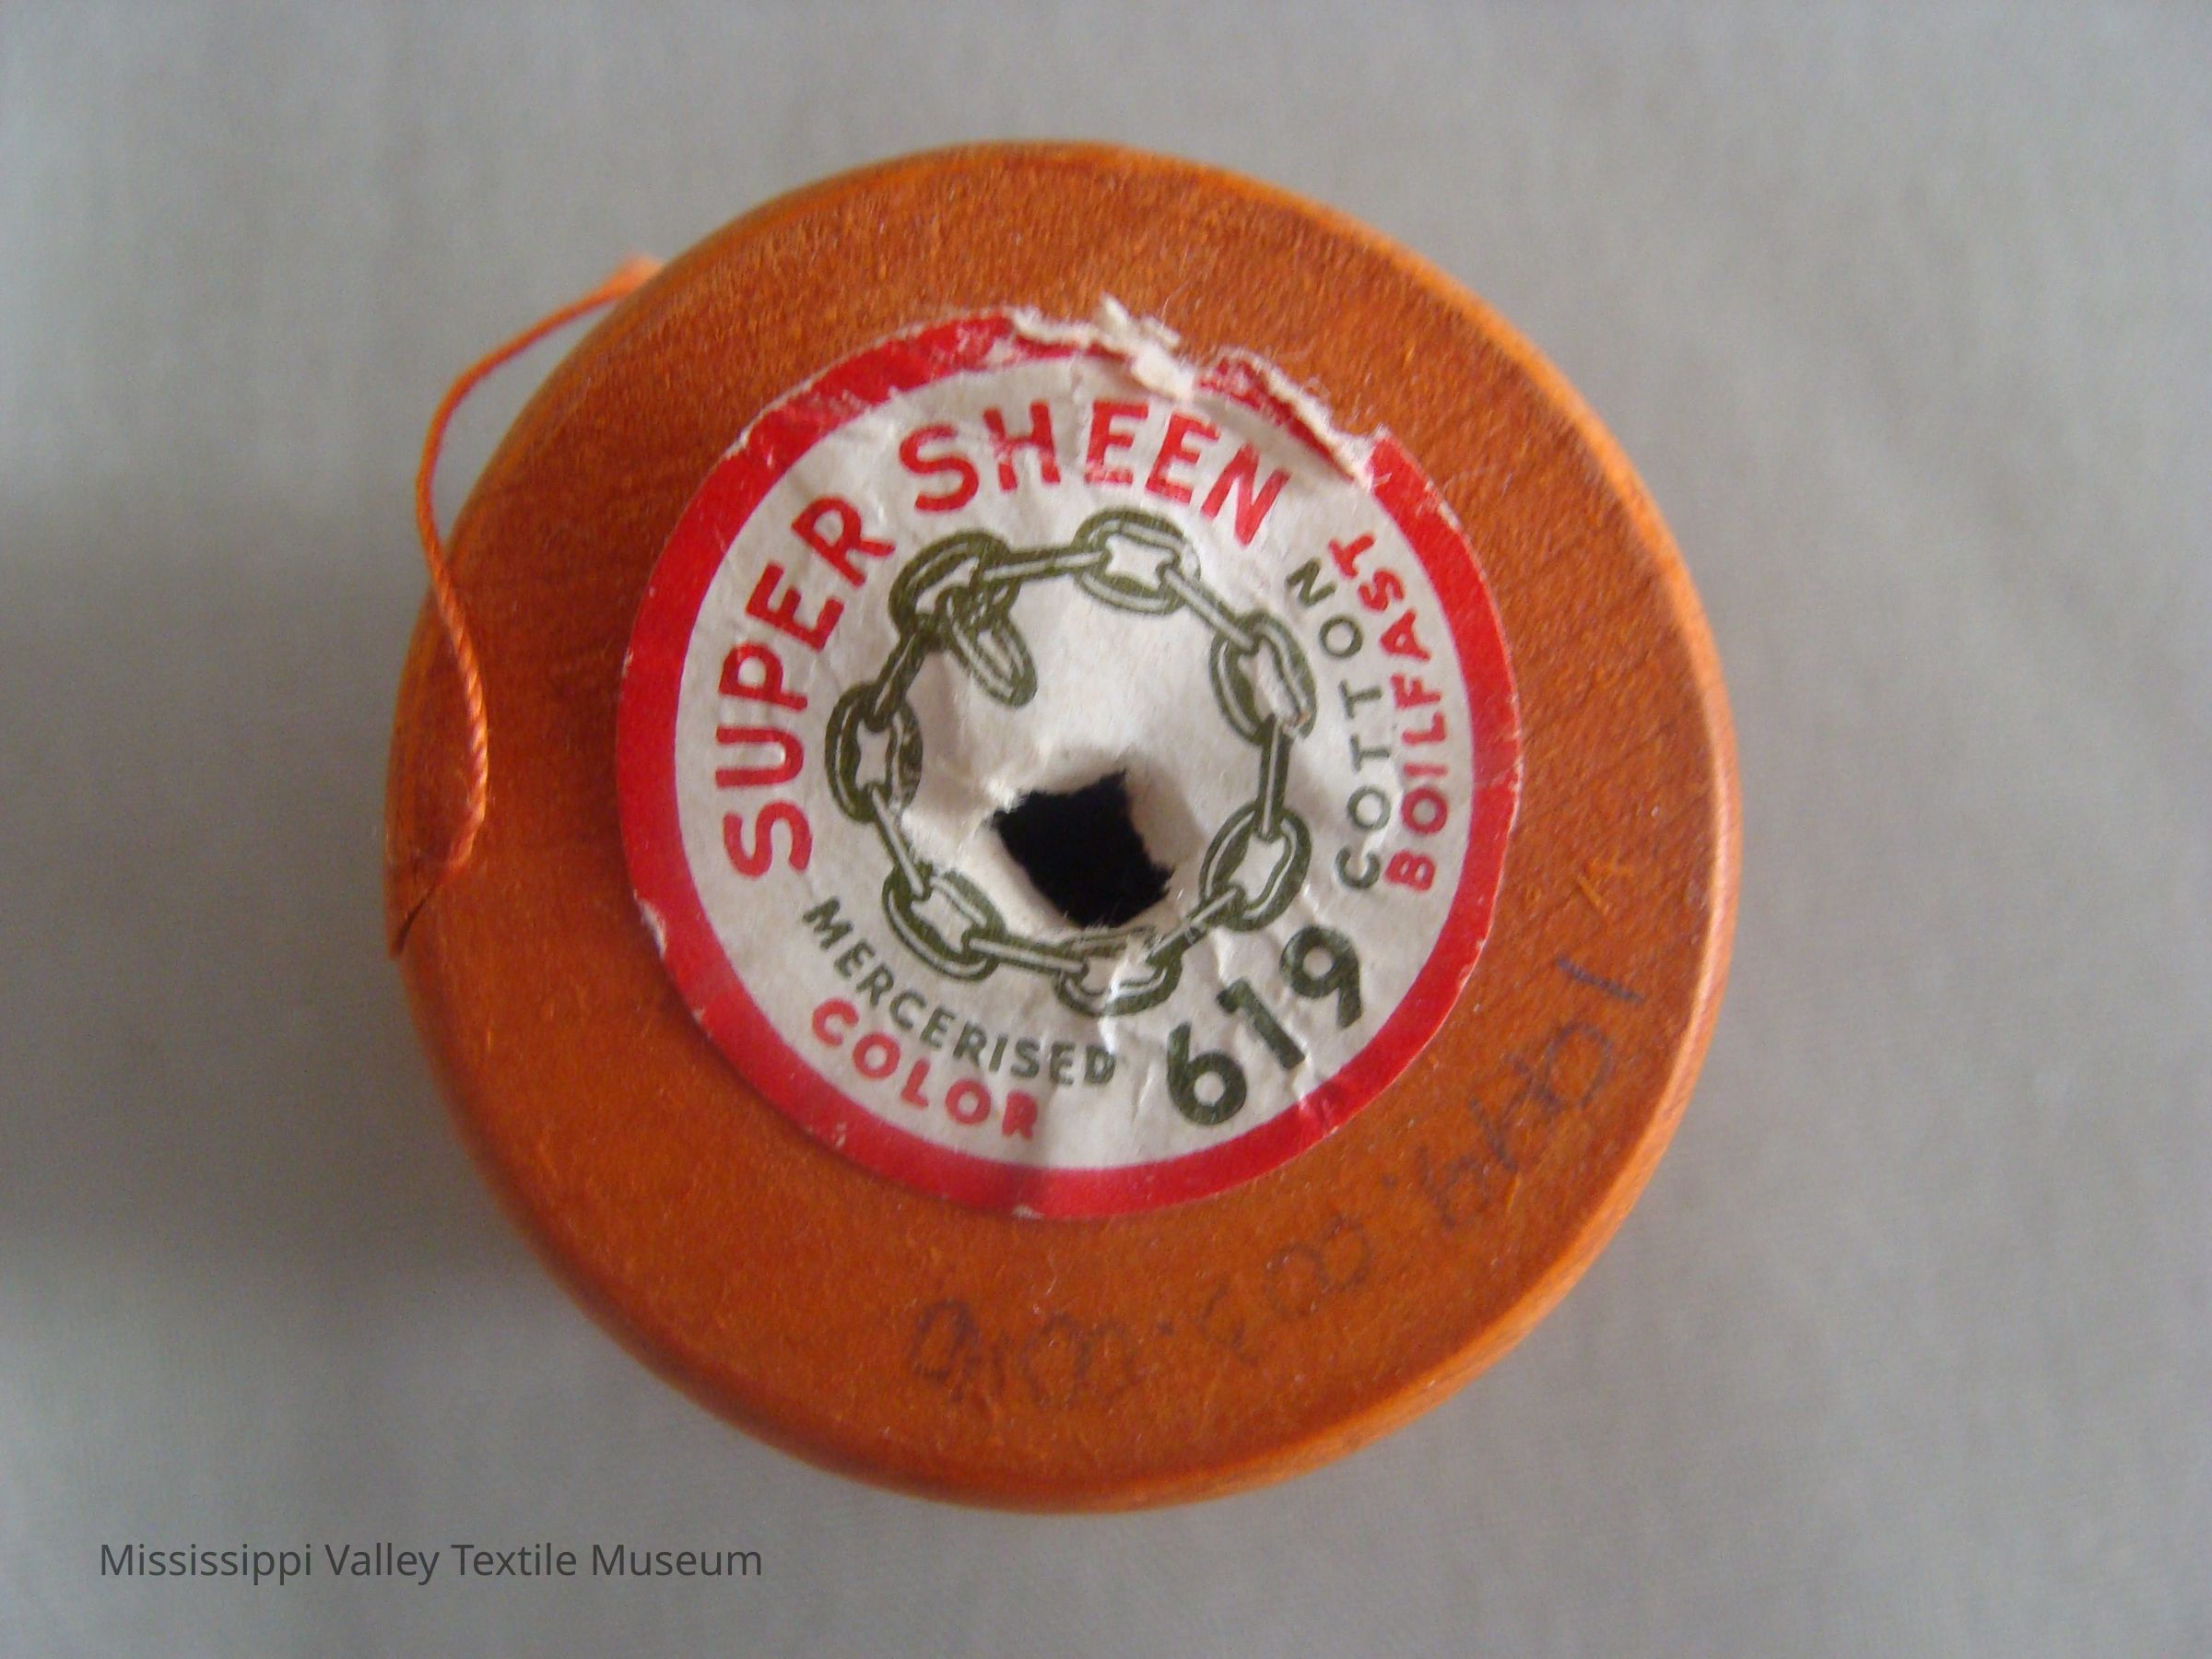 SUPER SHEEN
MERCERISED COTTON
COLOR 619 BOILFAST
Mississippi Valley Textile Museum